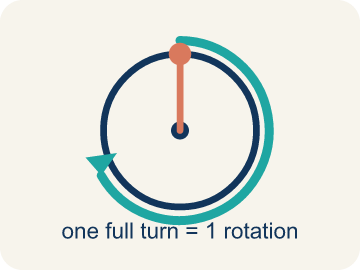 one full turn = 1 rotation